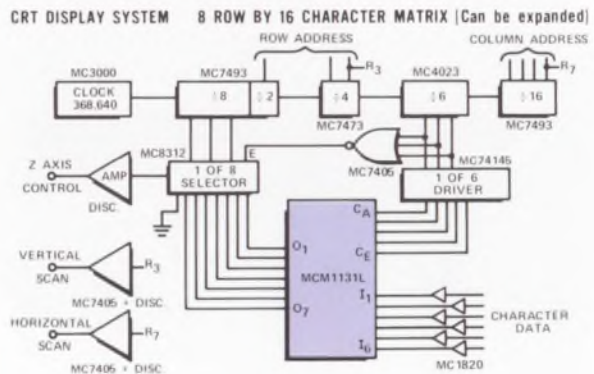 CRT DISPLAY SYSTEM 8 ROW BY 16 CHARACTER MATRIX (Can be expanded)
ROW ADDRESS
COLUMN ADDRESS
R3
R7
MC3000
MC7493
MC4023
CLOCK
368.640
÷8
÷2
÷4
÷6
÷16
MC7473
MC7493
MC8312
E
MC7405
MC74145
1 OF 8
SELECTOR
1 OF 6
DRIVER
Z AXIS
CONTROL
AMP
DISC.
CA
CE
O1
O7
MCM1131L
I1
I6
VERTICAL
SCAN
R3
MC7405 + DISC.
HORIZONTAL
SCAN
R7
MC7405 + DISC.
CHARACTER
DATA
MC1820